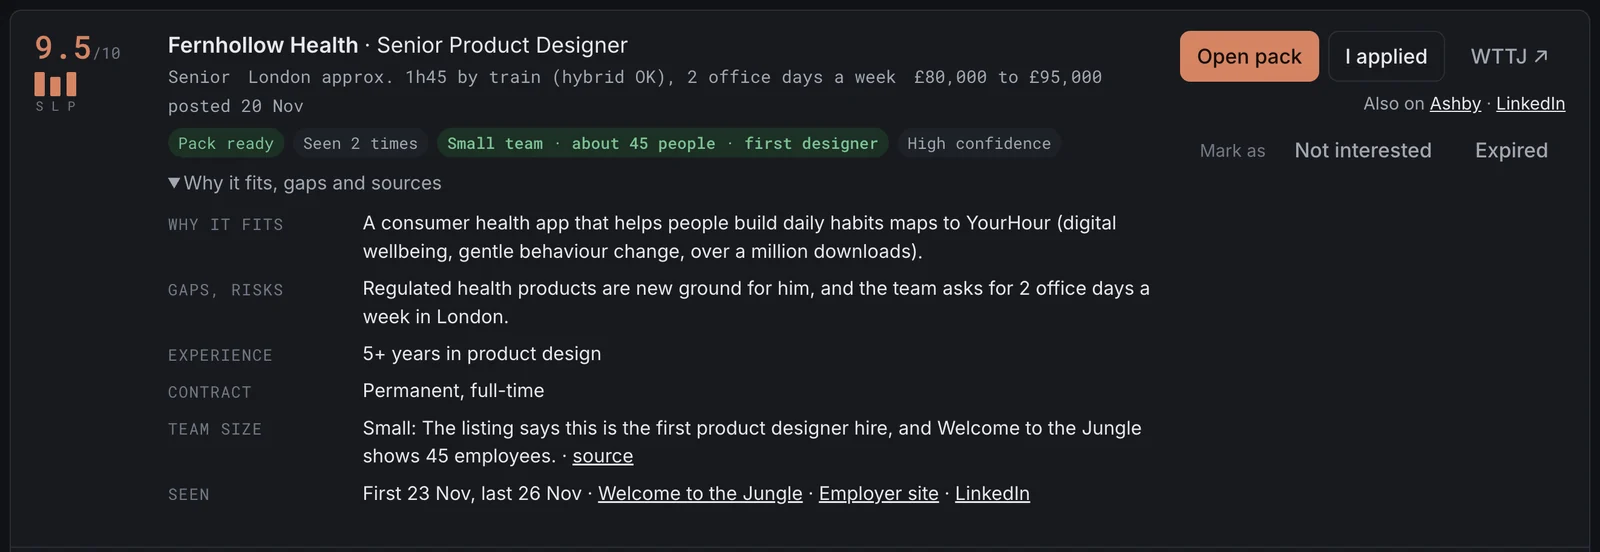 9.5/10
S L P
Fernhollow Health · Senior Product Designer
Senior London approx. 1h45 by train (hybrid OK), 2 office days a week £80,000 to £95,000
posted 20 Nov
Pack ready Seen 2 times Small team · about 45 people · first designer High confidence
Open pack I applied WTTJ ↗
Also on Ashby · LinkedIn
Mark as Not interested Expired
▼ Why it fits, gaps and sources
WHY IT FITS A consumer health app that helps people build daily habits maps to YourHour (digital
wellbeing, gentle behaviour change, over a million downloads).
GAPS, RISKS Regulated health products are new ground for him, and the team asks for 2 office days a
week in London.
EXPERIENCE 5+ years in product design
CONTRACT Permanent, full-time
TEAM SIZE Small: The listing says this is the first product designer hire, and Welcome to the Jungle
shows 45 employees. · source
SEEN First 23 Nov, last 26 Nov · Welcome to the Jungle · Employer site · LinkedIn